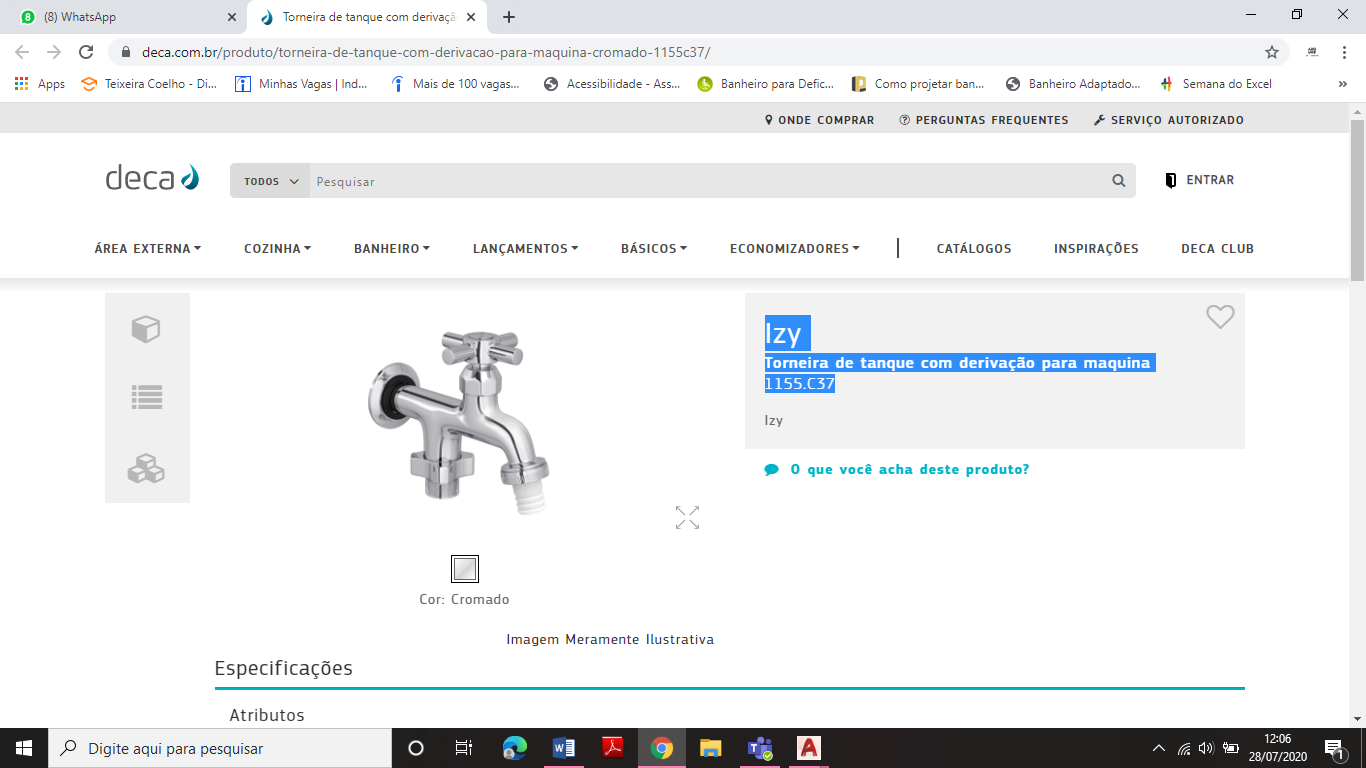 (8) WhatsApp
Torneira de tanque com derivaçã
deca.com.br/produto/torneira-de-tanque-com-derivacao-para-maquina-cromado-1155c37/
Apps
Teixeira Coelho - Di...
Minhas Vagas | Ind...
Mais de 100 vagas...
Acessibilidade - Ass...
Banheiro para Defic...
Como projetar ban...
Banheiro Adaptado...
Semana do Excel
»
ONDE COMPRAR
PERGUNTAS FREQUENTES
SERVIÇO AUTORIZADO
deca
TODOS
Pesquisar
ENTRAR
ÁREA EXTERNA
COZINHA
BANHEIRO
LANÇAMENTOS
BÁSICOS
ECONOMIZADORES
CATÁLOGOS
INSPIRAÇÕES
DECA CLUB
Izy
Torneira de tanque com derivação para maquina
1155.C37
Izy
O que você acha deste produto?
Cor: Cromado
Imagem Meramente Ilustrativa
Especificações
Atributos
Digite aqui para pesquisar
12:06
28/07/2020
1